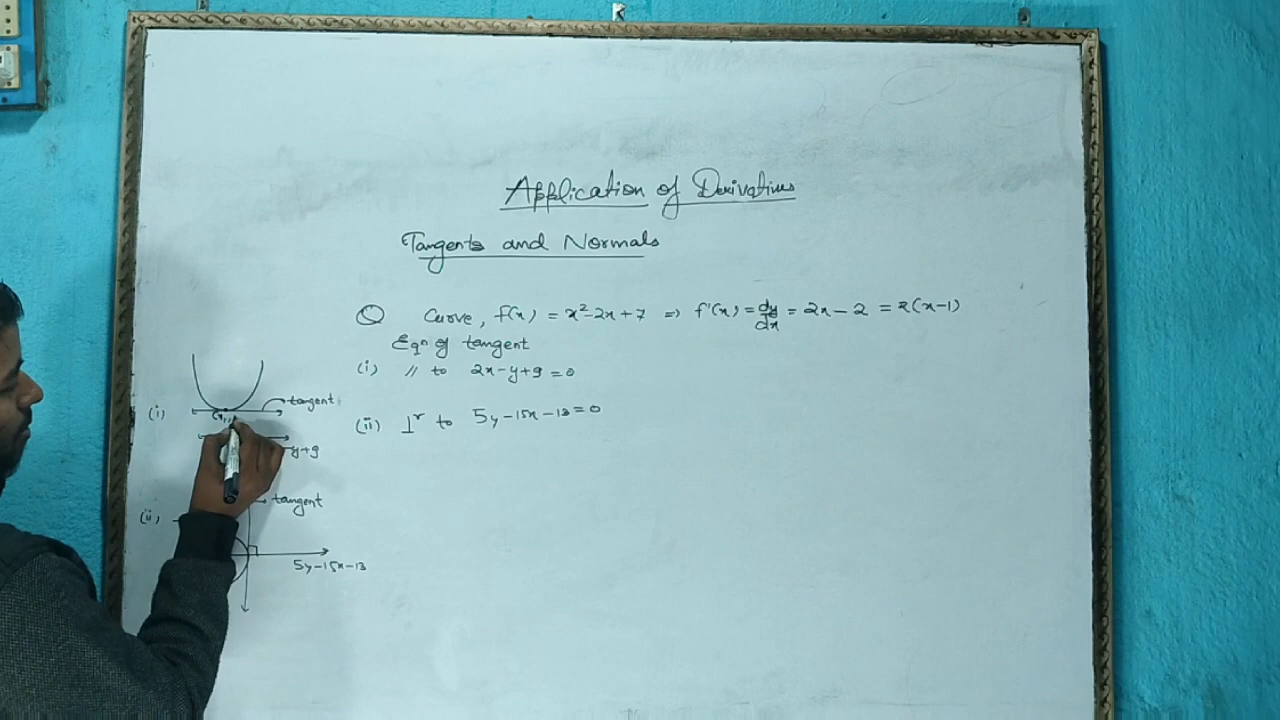 Application of Derivatives
Tangents and Normals
Q Curve, f(x) = x²-2x+7 => f'(x) = dy/dx = 2x-2 = 2(x-1)
Eqn of tangent
(i) // to 2x-y+9=0
(ii) ⊥r to 5y-15x-13=0
(i) tangent
(x₁,
y+9
(ii) tangent
5y-15x-13